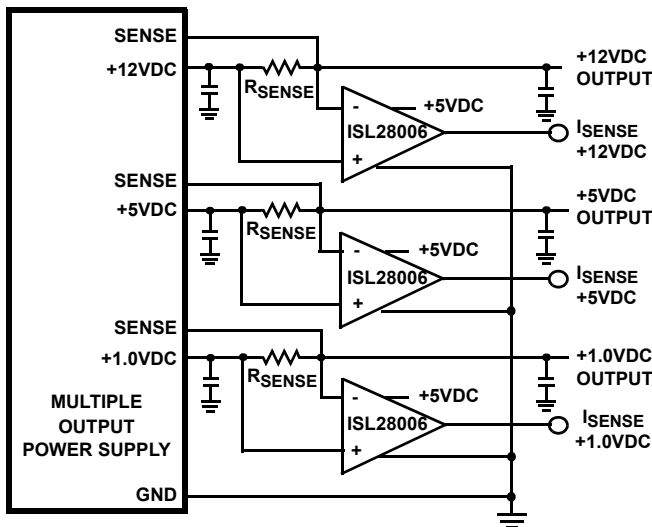 SENSE
+12VDC
RSENSE
+12VDC
OUTPUT
+5VDC
-
ISL28006
+
ISENSE
+12VDC
SENSE
+5VDC
RSENSE
+5VDC
OUTPUT
+5VDC
-
ISL28006
+
ISENSE
+5VDC
SENSE
+1.0VDC
RSENSE
+1.0VDC
OUTPUT
+5VDC
-
ISL28006
+
ISENSE
+1.0VDC
MULTIPLE
OUTPUT
POWER SUPPLY
GND